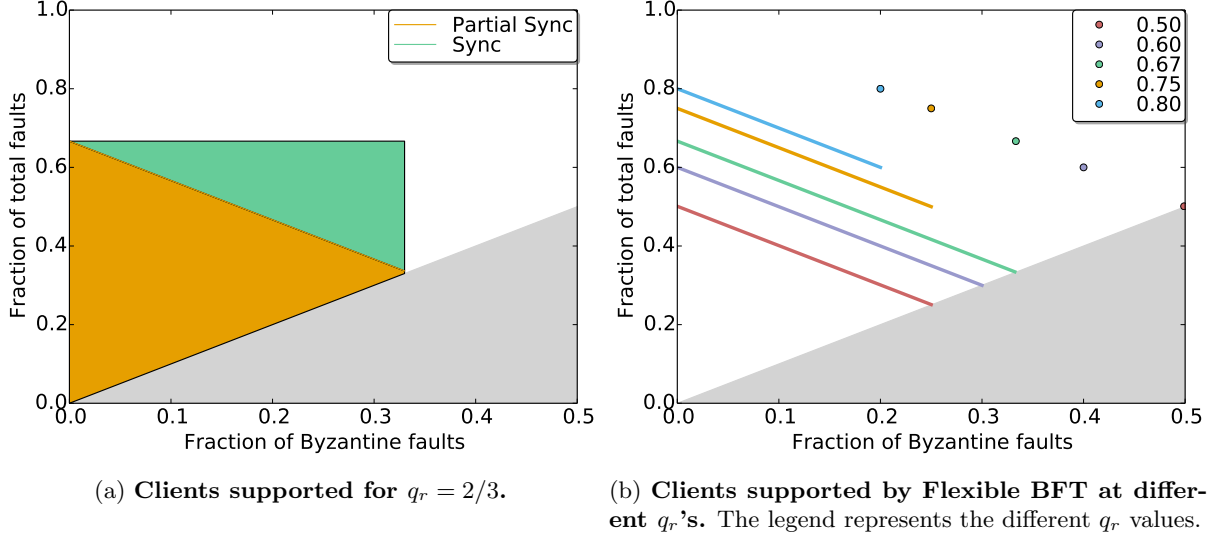 1.0
0.8
0.6
0.4
0.2
0.0
Fraction of total faults
Partial Sync
Sync
0.0 0.1 0.2 0.3 0.4 0.5
Fraction of Byzantine faults
(a) Clients supported for q_r = 2/3.
1.0
0.8
0.6
0.4
0.2
0.0
Fraction of total faults
0.50
0.60
0.67
0.75
0.80
0.0 0.1 0.2 0.3 0.4 0.5
Fraction of Byzantine faults
(b) Clients supported by Flexible BFT at differ-
ent q_r's. The legend represents the different q_r values.